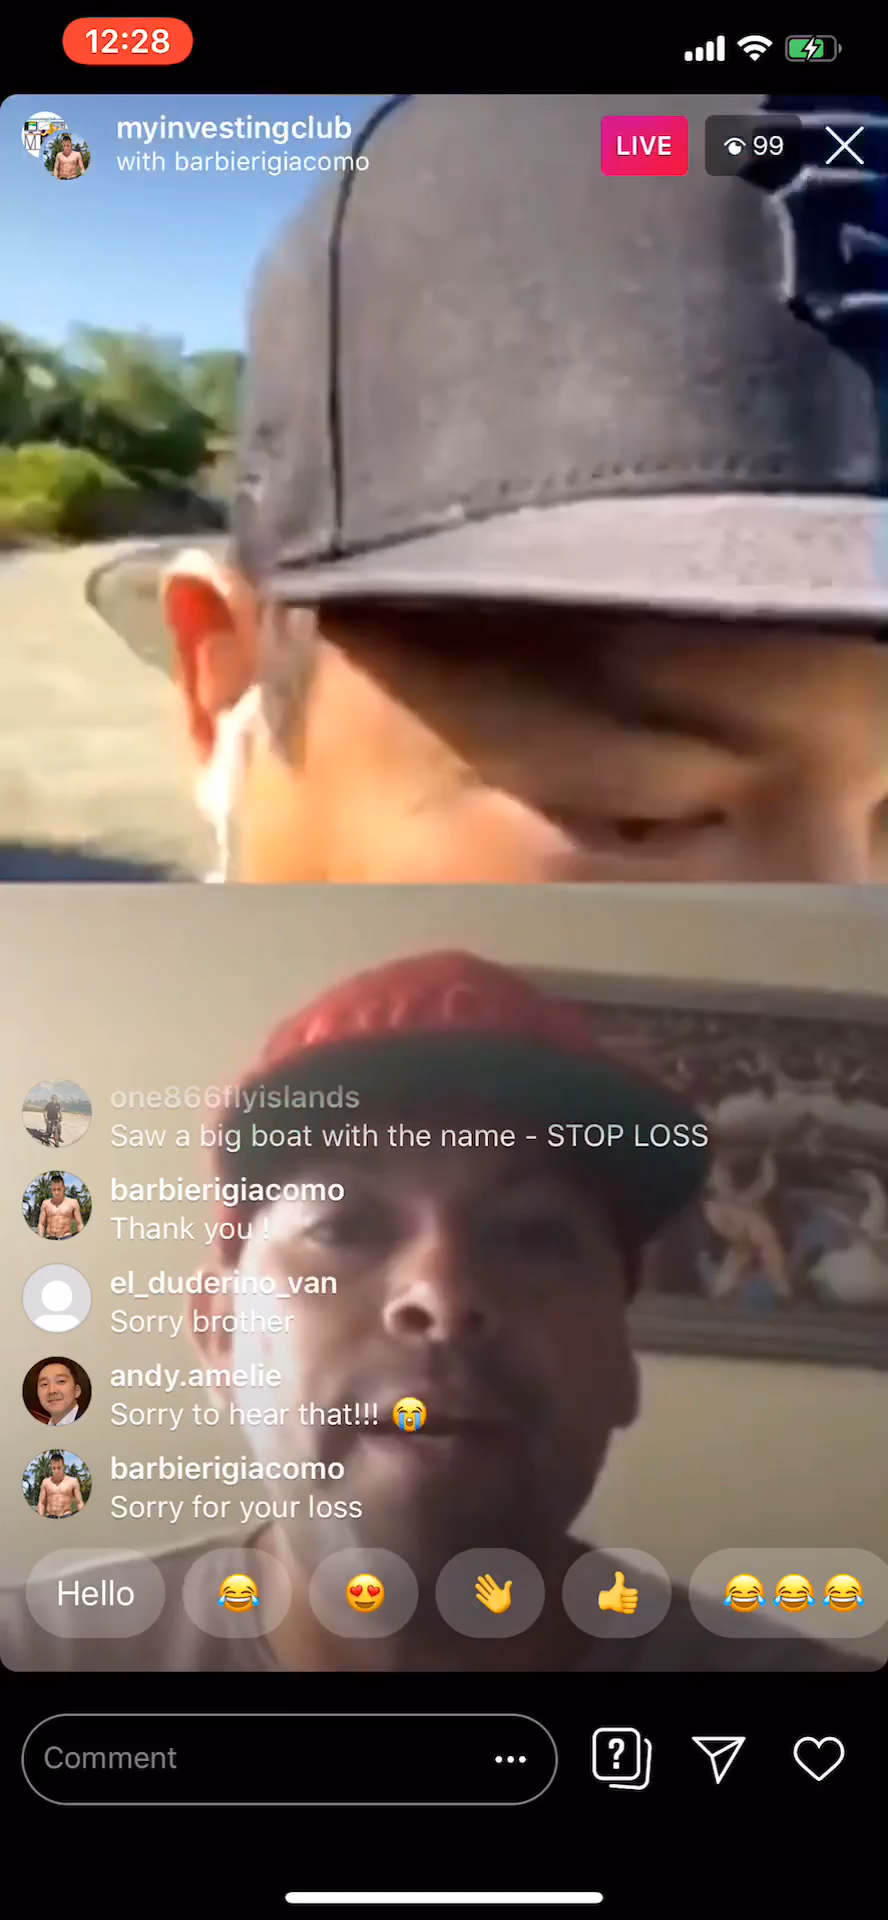 12:28
myinvestingclub
with barbierigiacomo
LIVE
99
one866flyislands
Saw a big boat with the name - STOP LOSS
barbierigiacomo
Thank you !
el_duderino_van
Sorry brother
andy.amelie
Sorry to hear that!!! 😭
barbierigiacomo
Sorry for your loss
Hello 😂 😍 👋 👍 😂😂😂
Comment
?